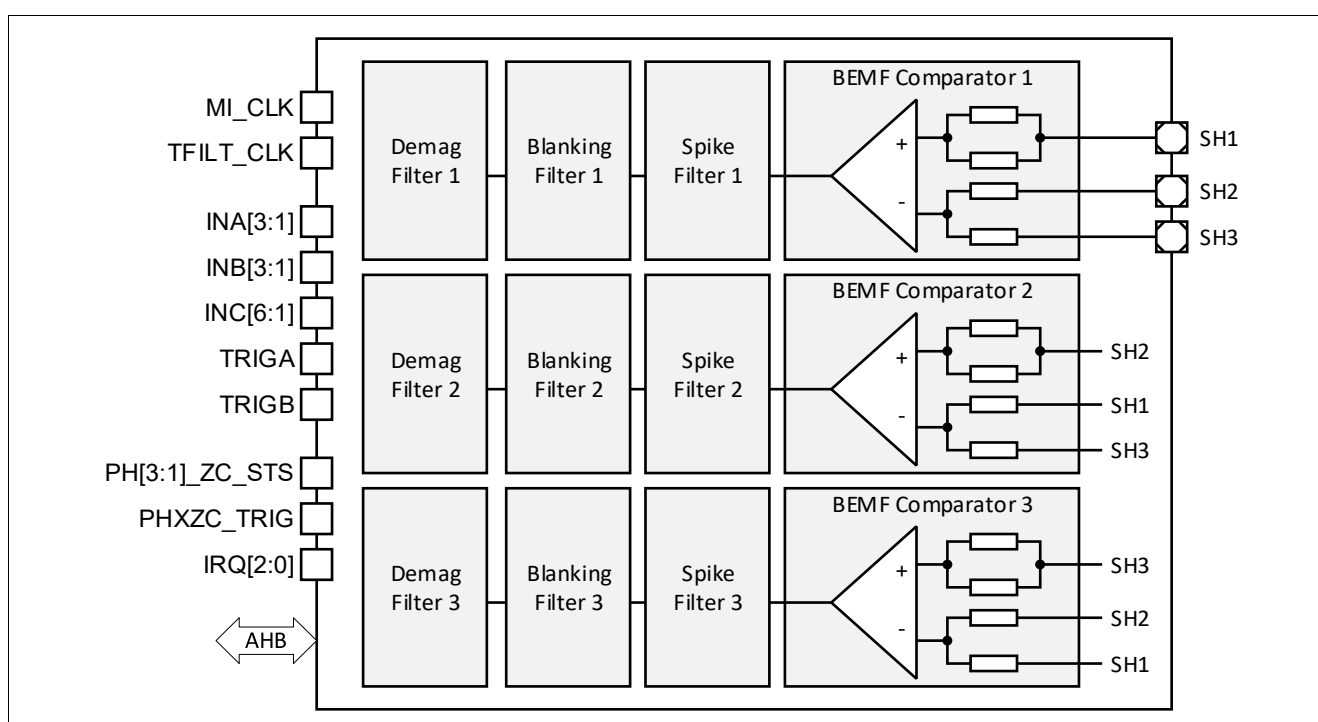 MI_CLK
TFILT_CLK
INA[3:1]
INB[3:1]
INC[6:1]
TRIGA
TRIGB
PH[3:1]_ZC_STS
PHXZC_TRIG
IRQ[2:0]
AHB
Demag
Filter 1
Blanking
Filter 1
Spike
Filter 1
BEMF Comparator 1
+
-
SH1
SH2
SH3
Demag
Filter 2
Blanking
Filter 2
Spike
Filter 2
BEMF Comparator 2
+
-
SH2
SH1
SH3
Demag
Filter 3
Blanking
Filter 3
Spike
Filter 3
BEMF Comparator 3
+
-
SH3
SH2
SH1